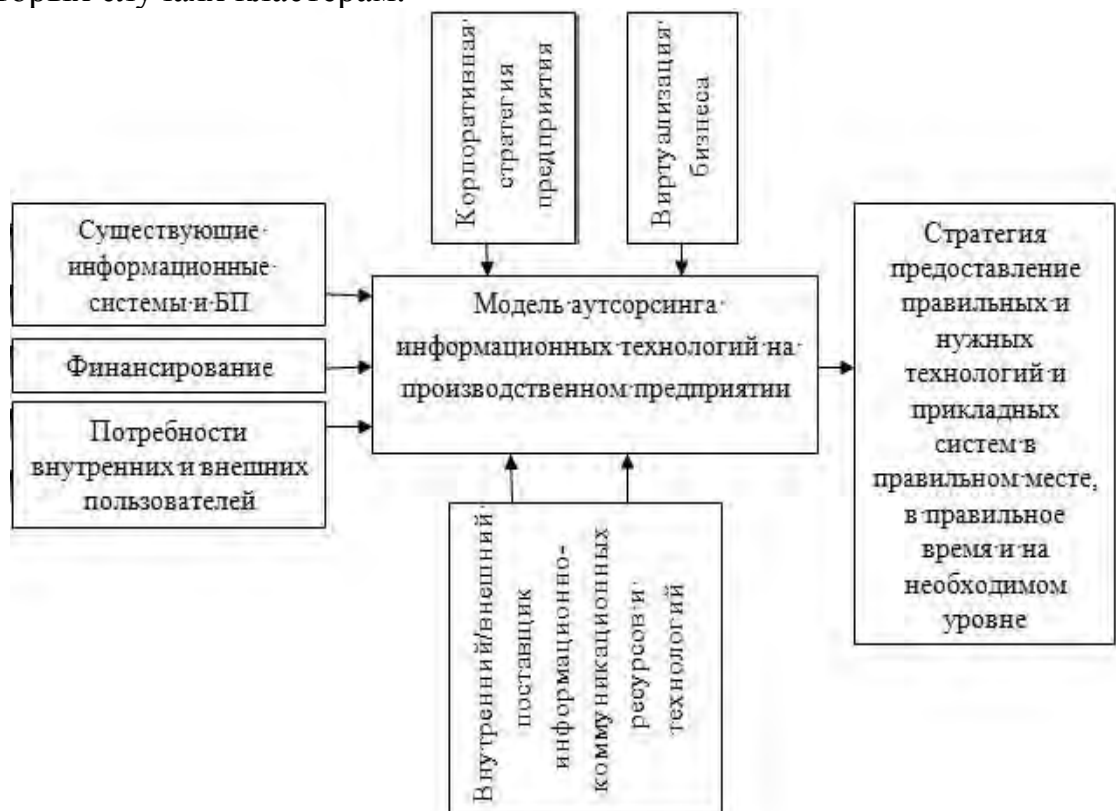 случаях кластерам.
Корпоративная
стратегия
предприятия
Виртуализация
бизнеса
Существующие
информационные
системы и БП
Финансирование
Потребности
внутренних и внешних
пользователей
Модель аутсорсинга
информационных технологий на
производственном предприятии
Стратегия
предоставление
правильных и
нужных
технологий и
прикладных
систем в
правильном месте,
в правильное
время и на
необходимом
уровне
Внутренний/внешний
поставщик
информационно-
коммуникационных
ресурсов и
технологий